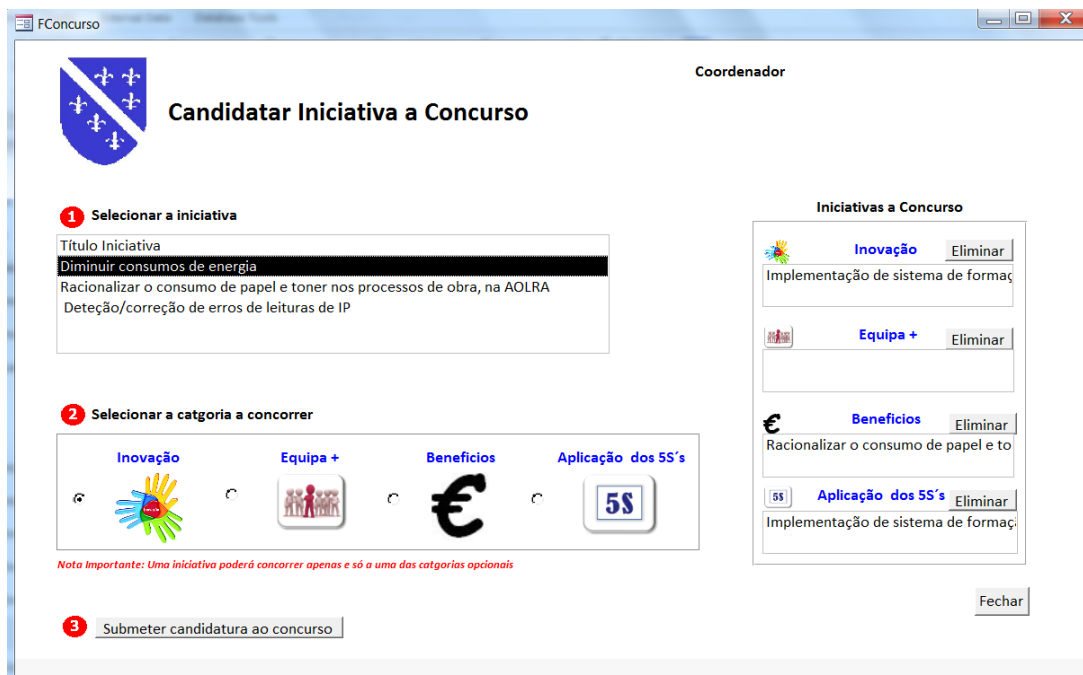 External Data Database Tools
FConcurso
Coordenador
Candidatar Iniciativa a Concurso
1 Selecionar a iniciativa
Título Iniciativa
Diminuir consumos de energia
Racionalizar o consumo de papel e toner nos processos de obra, na AOLRA
Deteção/correção de erros de leituras de IP
2 Selecionar a catgoria a concorrer
Inovação Equipa + Beneficios Aplicação dos 5S´s
5S
Nota Importante: Uma iniciativa poderá concorrer apenas e só a uma das catgorias opcionais
3 Submeter candidatura ao concurso
Iniciativas a Concurso
Inovação Eliminar
Implementação de sistema de formaç
Equipa + Eliminar
€ Beneficios Eliminar
Racionalizar o consumo de papel e to
5S Aplicação dos 5S´s Eliminar
Implementação de sistema de formaç
Fechar